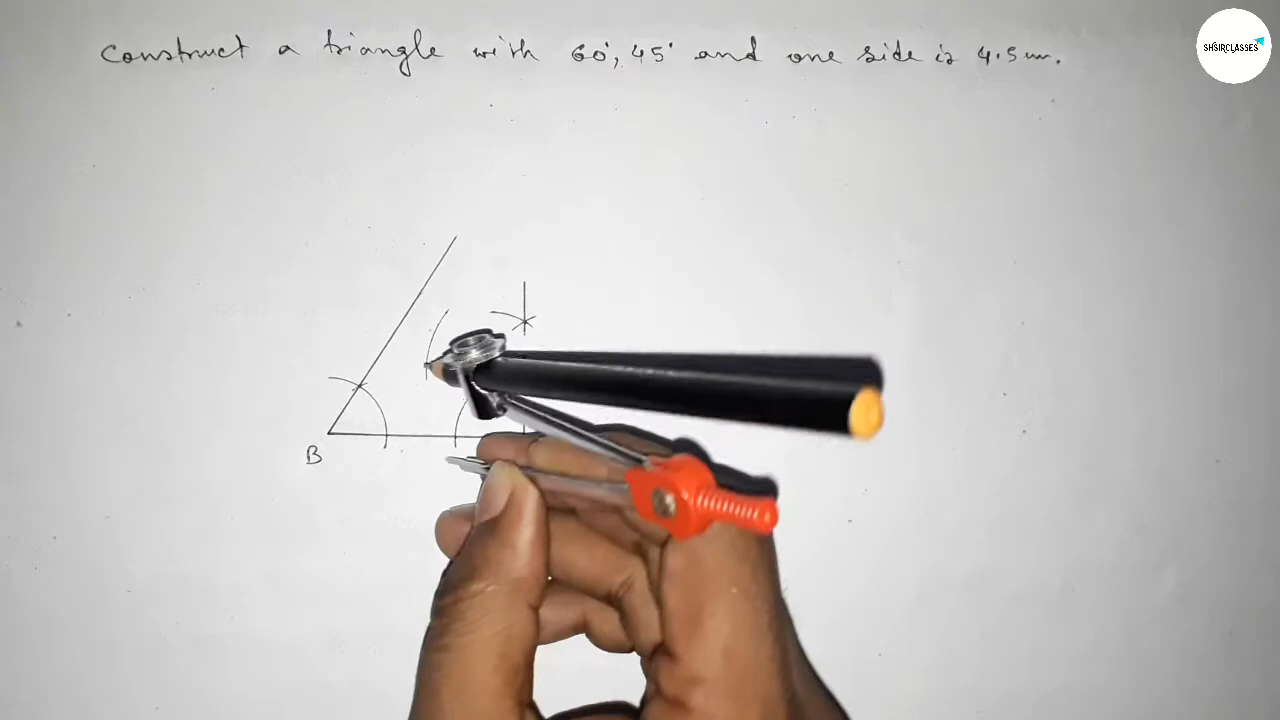 Construct a triangle with 60°, 45° and one side is 4.5 cm.
SHSIRCLASSES
B